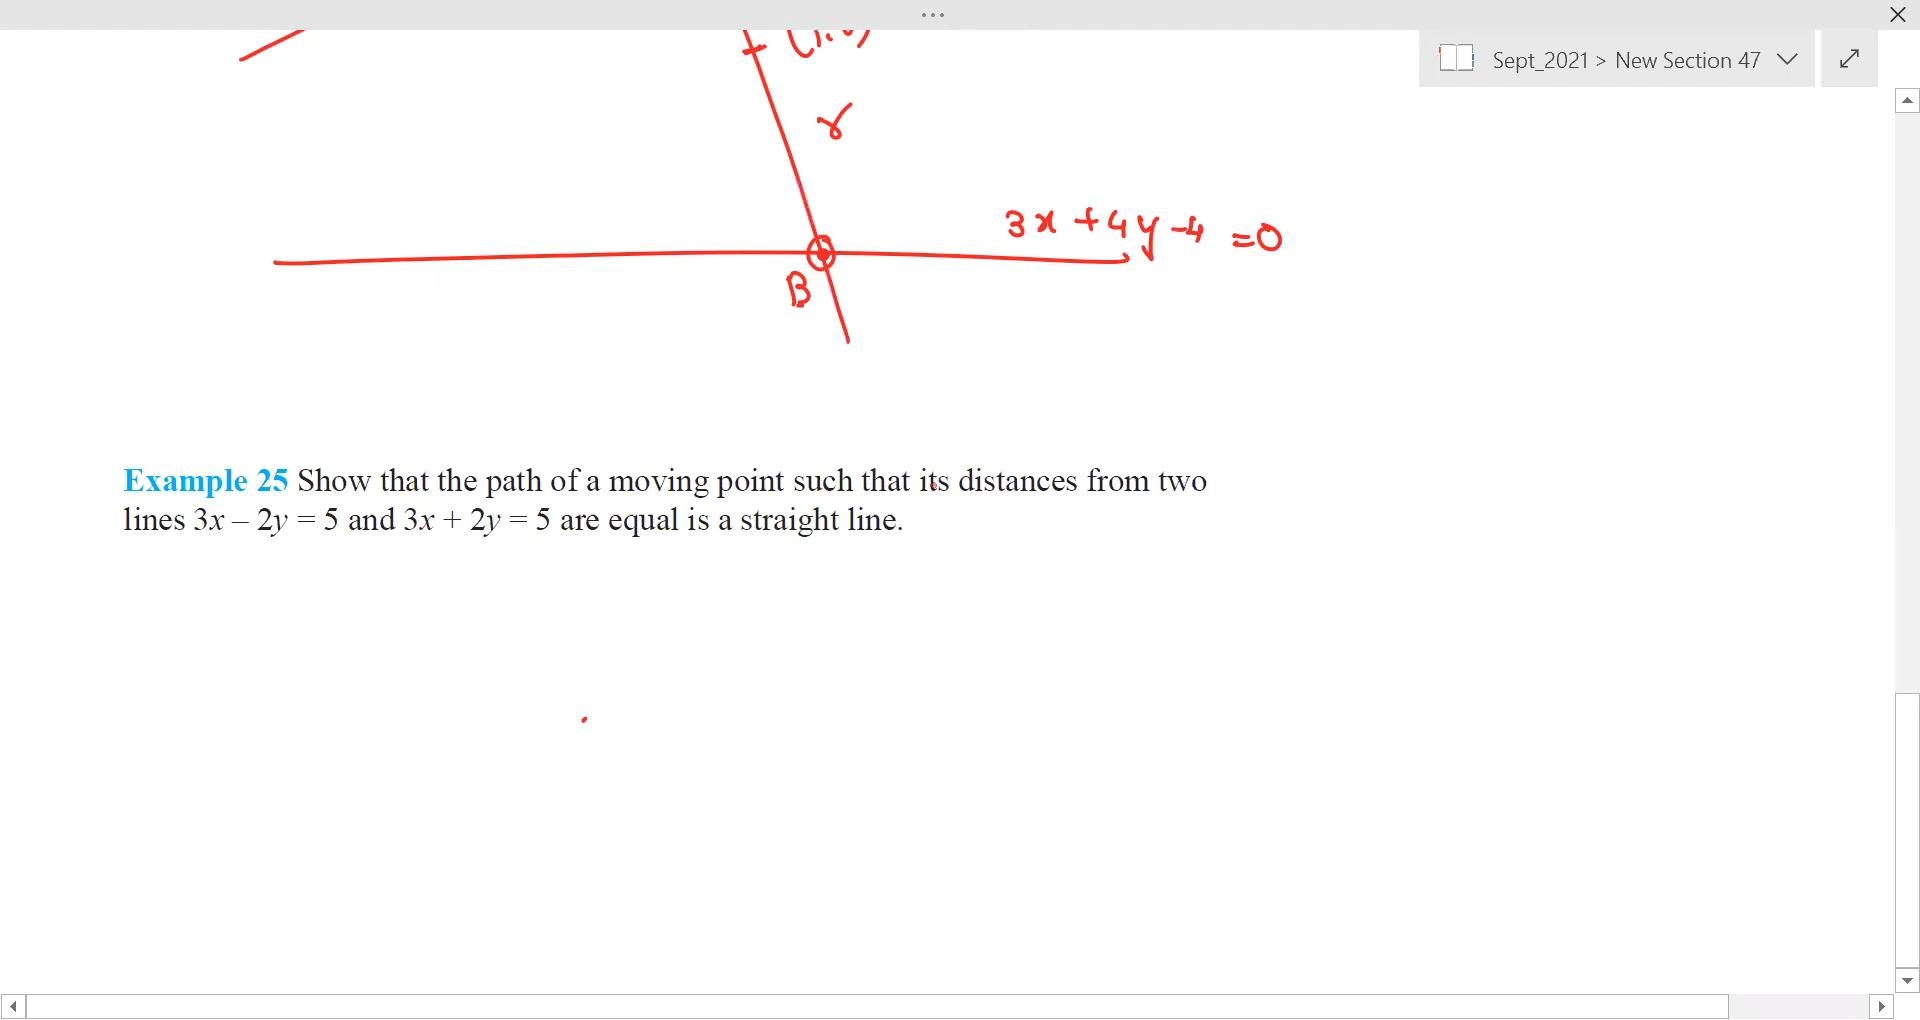 Sept_2021 > New Section 47
r
3x + 4y - 4 = 0
B
Example 25 Show that the path of a moving point such that its distances from two
lines 3x – 2y = 5 and 3x + 2y = 5 are equal is a straight line.